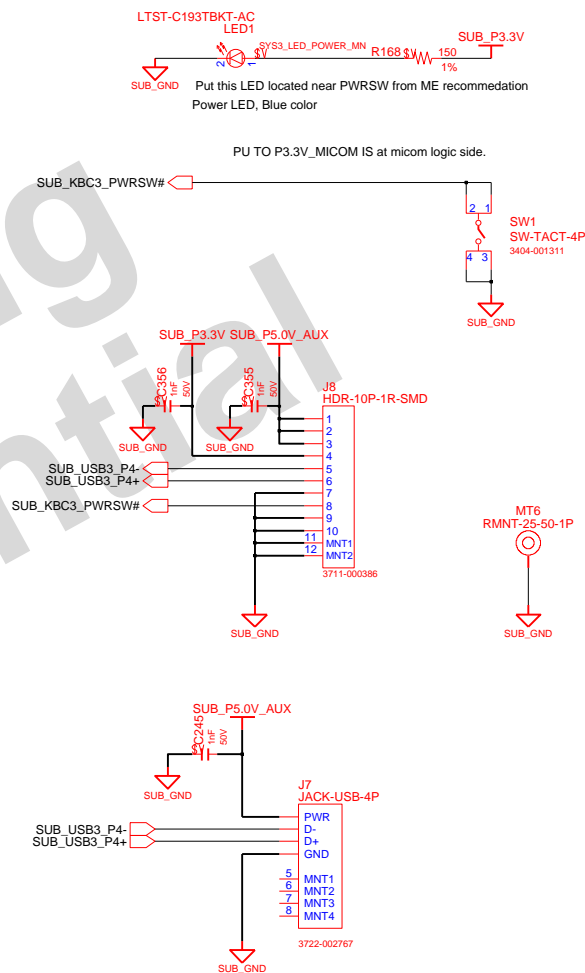 LTST-C193TBKT-AC
LED1
SUB_P3.3V
SYS3_LED_POWER_MN
R168
150
2
1
1%
SUB_GND
Put this LED located near PWRSW from ME recommedation
Power LED, Blue color
PU TO P3.3V_MICOM IS at micom logic side.
SUB_KBC3_PWRSW#
2 1
SW1
SW-TACT-4P
3404-001311
4 3
SUB_GND
ng
ntial
SUB_P3.3V SUB_P5.0V_AUX
C356
1nF
50V
C355
1nF
50V
SUB_GND
SUB_GND
J8
HDR-10P-1R-SMD
1
2
3
4
SUB_USB3_P4- 5
SUB_USB3_P4+ 6
7
SUB_KBC3_PWRSW# 8
9
10
11 MNT1
12 MNT2
3711-000386
SUB_GND
MT6
RMNT-25-50-1P
SUB_GND
SUB_P5.0V_AUX
C245
1nF
50V
SUB_GND
J7
JACK-USB-4P
PWR
SUB_USB3_P4- D-
SUB_USB3_P4+ D+
GND
5 MNT1
6 MNT2
7 MNT3
8 MNT4
3722-002767
SUB_GND